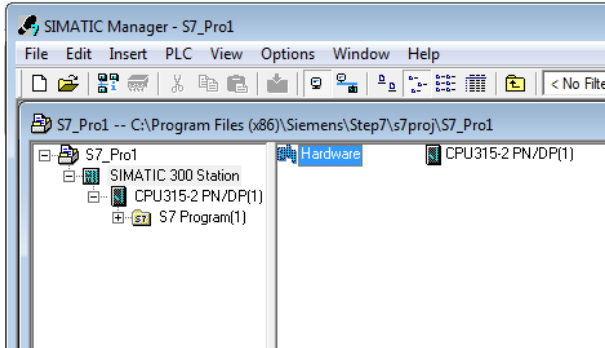 SIMATIC Manager - S7_Pro1
File Edit Insert PLC View Options Window Help
< No Filte
S7_Pro1 -- C:\Program Files (x86)\Siemens\Step7\s7proj\S7_Pro1
S7_Pro1
SIMATIC 300 Station
CPU315-2 PN/DP(1)
S7 Program(1)
Hardware CPU315-2 PN/DP(1)